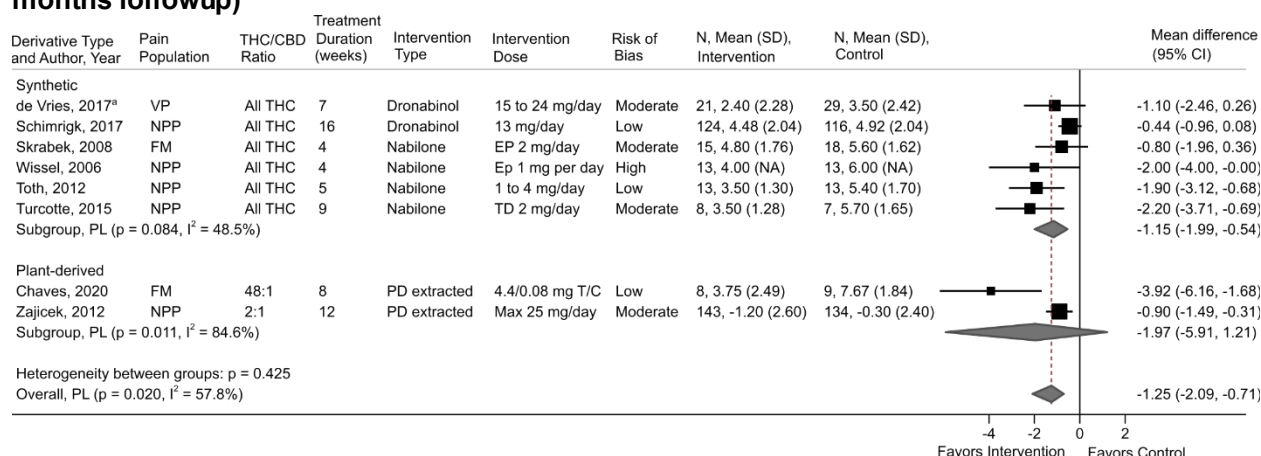 months followup)
Derivative Type and Author, Year Pain Population THC/CBD Ratio Treatment Duration (weeks) Intervention Type Intervention Dose Risk of Bias N, Mean (SD), Intervention N, Mean (SD), Control Mean difference (95% CI)
Synthetic
de Vries, 2017ᵃ VP All THC 7 Dronabinol 15 to 24 mg/day Moderate 21, 2.40 (2.28) 29, 3.50 (2.42) -1.10 (-2.46, 0.26)
Schimrigk, 2017 NPP All THC 16 Dronabinol 13 mg/day Low 124, 4.48 (2.04) 116, 4.92 (2.04) -0.44 (-0.96, 0.08)
Skrabek, 2008 FM All THC 4 Nabilone EP 2 mg/day Moderate 15, 4.80 (1.76) 18, 5.60 (1.62) -0.80 (-1.96, 0.36)
Wissel, 2006 NPP All THC 4 Nabilone Ep 1 mg per day High 13, 4.00 (NA) 13, 6.00 (NA) -2.00 (-4.00, -0.00)
Toth, 2012 NPP All THC 5 Nabilone 1 to 4 mg/day Low 13, 3.50 (1.30) 13, 5.40 (1.70) -1.90 (-3.12, -0.68)
Turcotte, 2015 NPP All THC 9 Nabilone TD 2 mg/day Moderate 8, 3.50 (1.28) 7, 5.70 (1.65) -2.20 (-3.71, -0.69)
Subgroup, PL (p = 0.084, I² = 48.5%) -1.15 (-1.99, -0.54)
Plant-derived
Chaves, 2020 FM 48:1 8 PD extracted 4.4/0.08 mg T/C Low 8, 3.75 (2.49) 9, 7.67 (1.84) -3.92 (-6.16, -1.68)
Zajicek, 2012 NPP 2:1 12 PD extracted Max 25 mg/day Moderate 143, -1.20 (2.60) 134, -0.30 (2.40) -0.90 (-1.49, -0.31)
Subgroup, PL (p = 0.011, I² = 84.6%) -1.97 (-5.91, 1.21)
Heterogeneity between groups: p = 0.425
Overall, PL (p = 0.020, I² = 57.8%) -1.25 (-2.09, -0.71)
-4 -2 0 2
Favors Intervention Favors Control